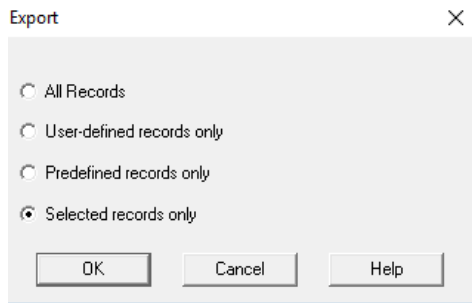 Export
All Records
User-defined records only
Predefined records only
Selected records only
OK Cancel Help